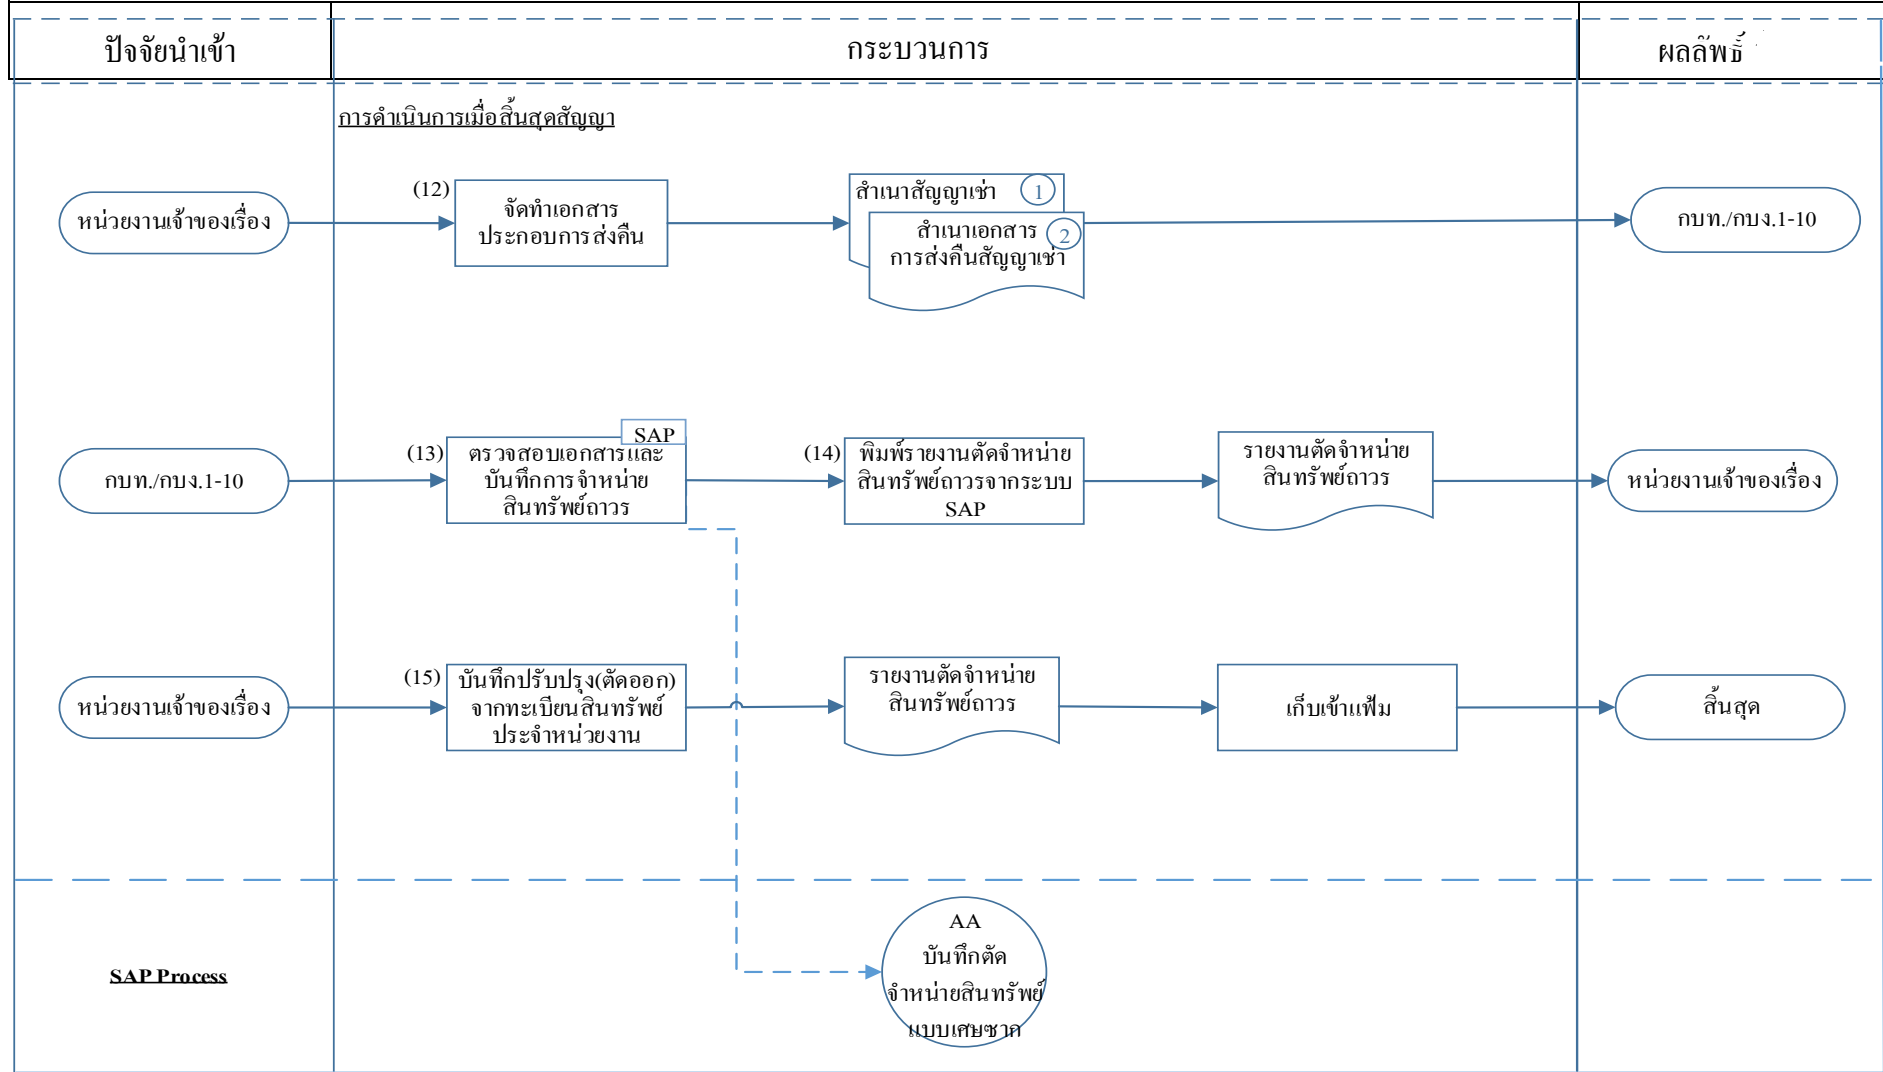 ปัจจัยนำเข้า
กระบวนการ
ผลลัพธ์
การดำเนินการเมื่อสิ้นสุดสัญญา
หน่วยงานเจ้าของเรื่อง
(12)
จัดทำเอกสาร
ประกอบการส่งคืน
สำเนาสัญญาเช่า
1
สำเนาเอกสาร
2
การส่งคืนสัญญาเช่า
กบท./กบง.1-10
กบท./กบง.1-10
(13)
SAP
ตรวจสอบเอกสารและ
บันทึกการจำหน่าย
สินทรัพย์ถาวร
(14)
พิมพ์รายงานตัดจำหน่าย
สินทรัพย์ถาวรจากระบบ
SAP
รายงานตัดจำหน่าย
สินทรัพย์ถาวร
หน่วยงานเจ้าของเรื่อง
หน่วยงานเจ้าของเรื่อง
(15)
บันทึกปรับปรุง(ตัดออก)
จากทะเบียนสินทรัพย์
ประจำหน่วยงาน
รายงานตัดจำหน่าย
สินทรัพย์ถาวร
เก็บเข้าแฟ้ม
สิ้นสุด
SAP Process
AA
บันทึกตัด
จำหน่ายสินทรัพย์
แบบเศษซาก